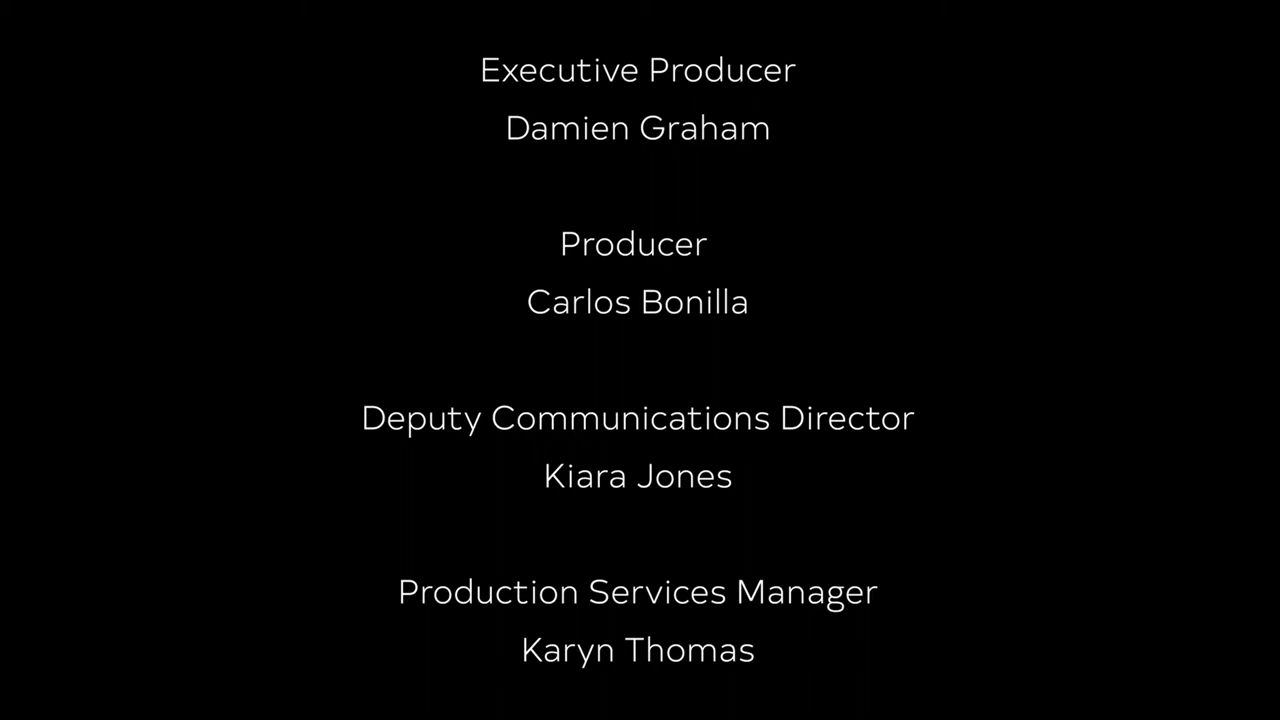 Executive Producer
Damien Graham
Producer
Carlos Bonilla
Deputy Communications Director
Kiara Jones
Production Services Manager
Karyn Thomas